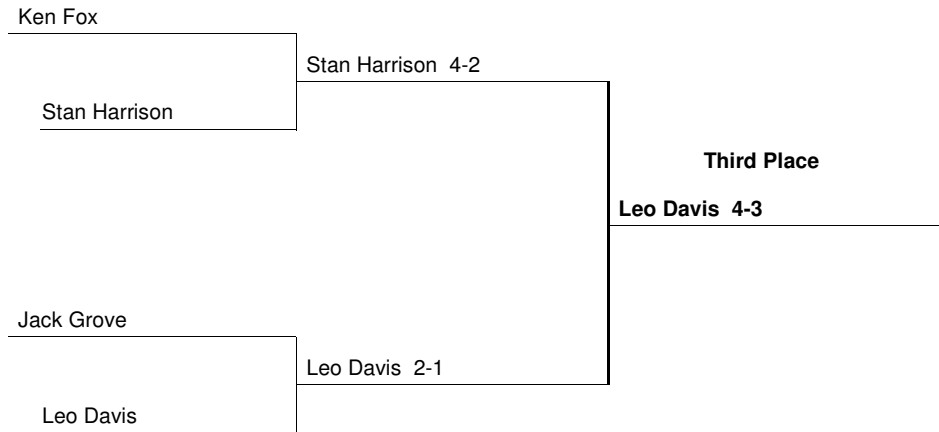 Ken Fox
Stan Harrison 4-2
Stan Harrison
Third Place
Leo Davis 4-3
Jack Grove
Leo Davis 2-1
Leo Davis